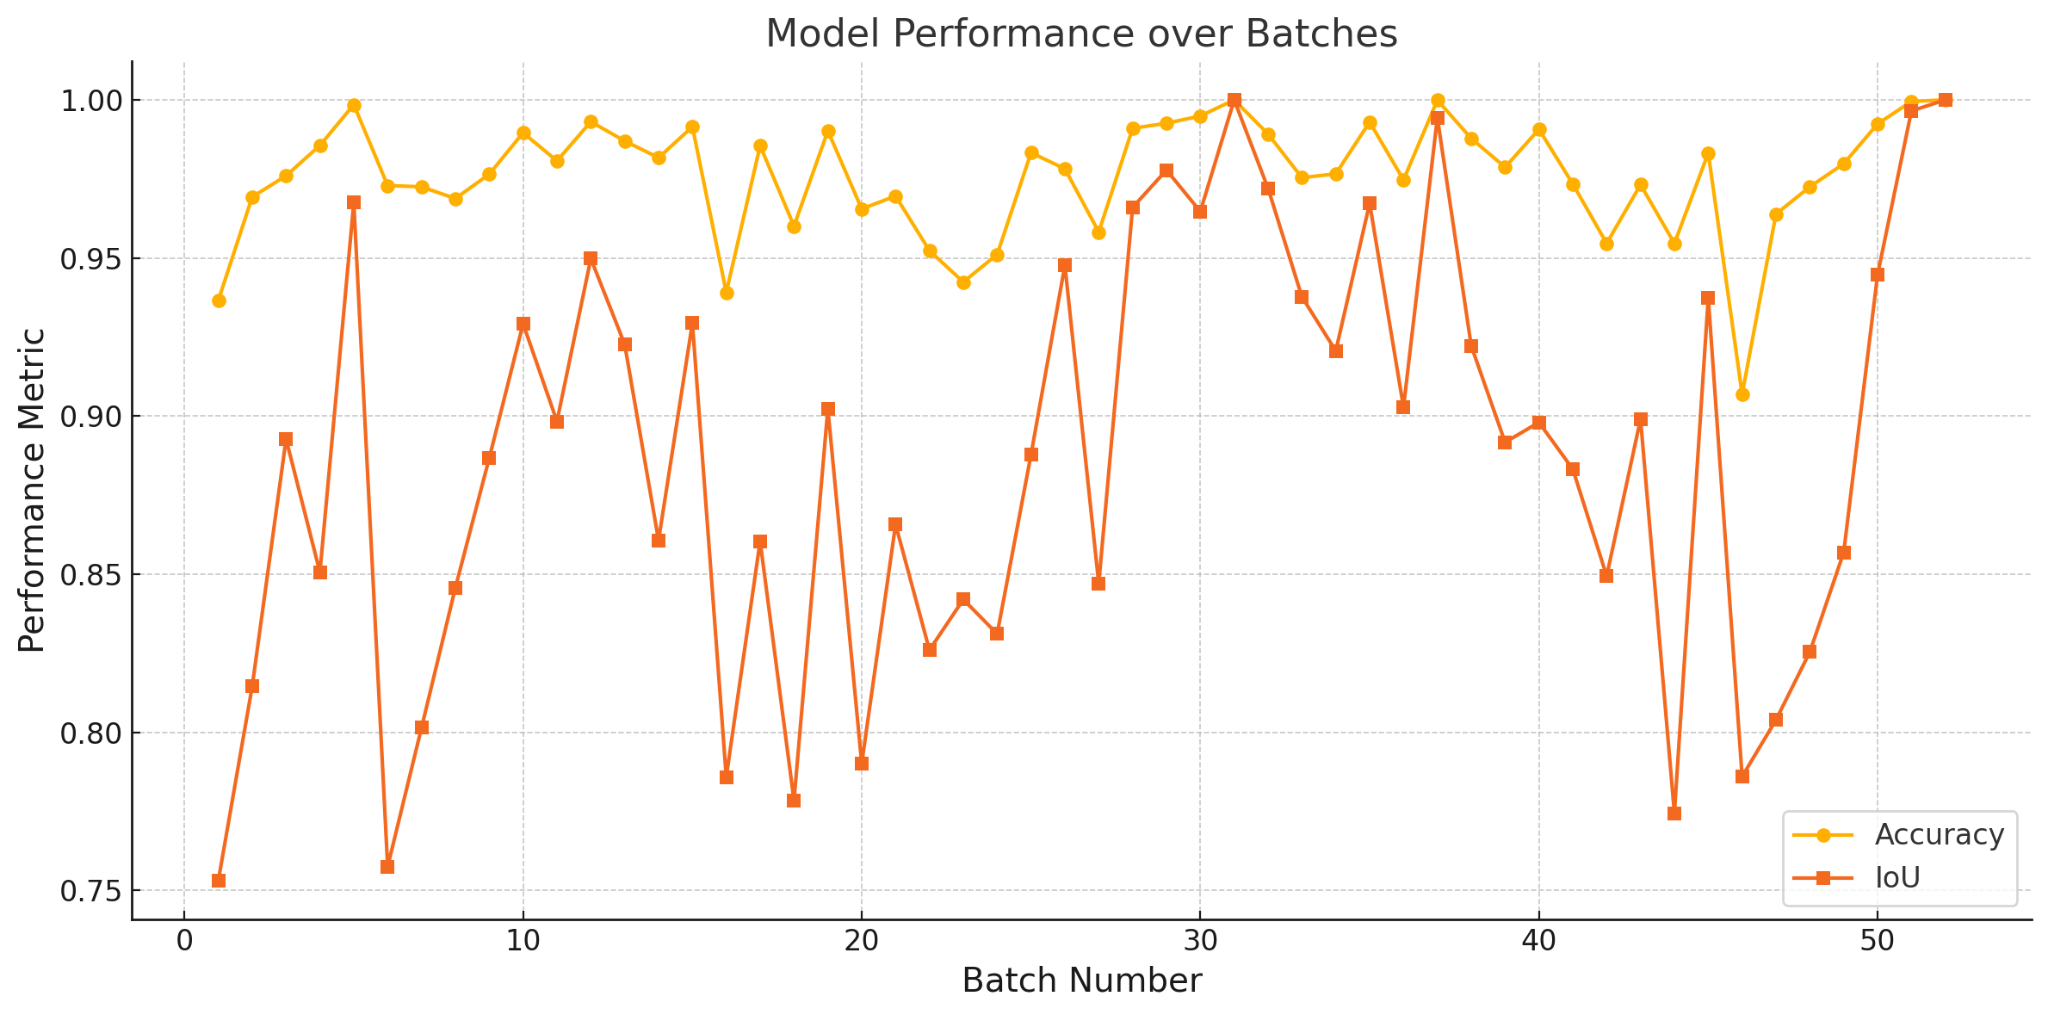 Model Performance over Batches
Performance Metric
1.00
0.95
0.90
0.85
0.80
0.75
0 10 20 30 40 50
Batch Number
Accuracy
IoU